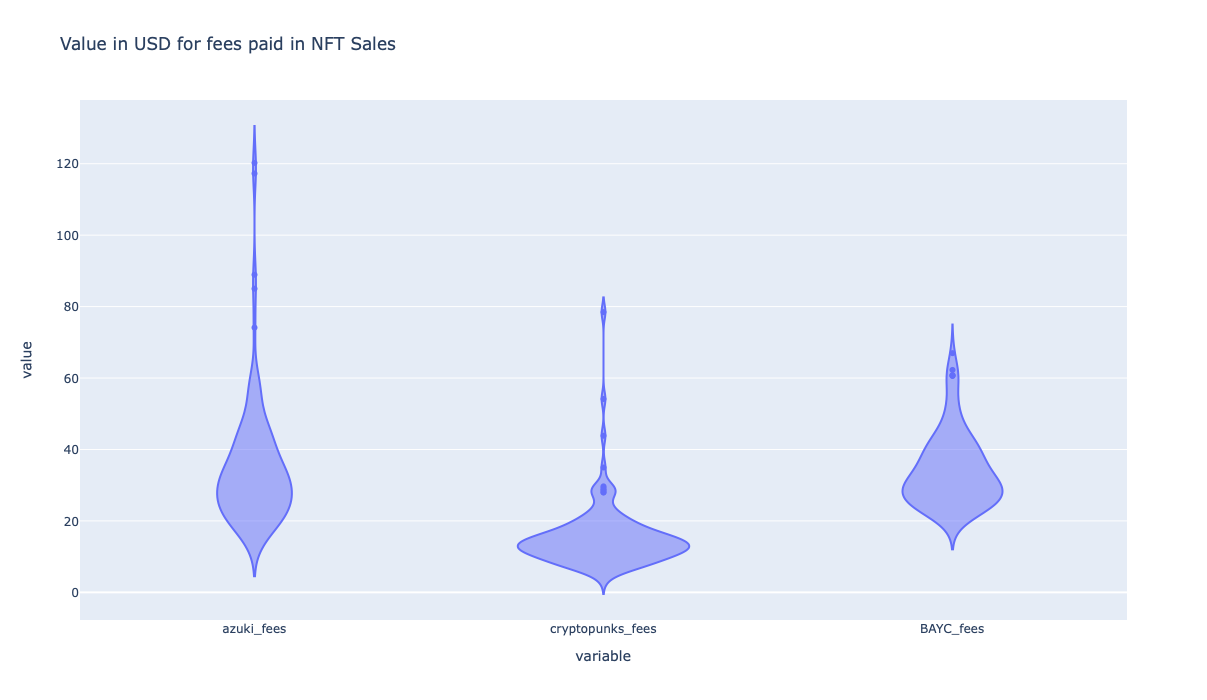 Value in USD for fees paid in NFT Sales
120
100
80
60
40
20
0
value
azuki_fees
cryptopunks_fees
BAYC_fees
variable